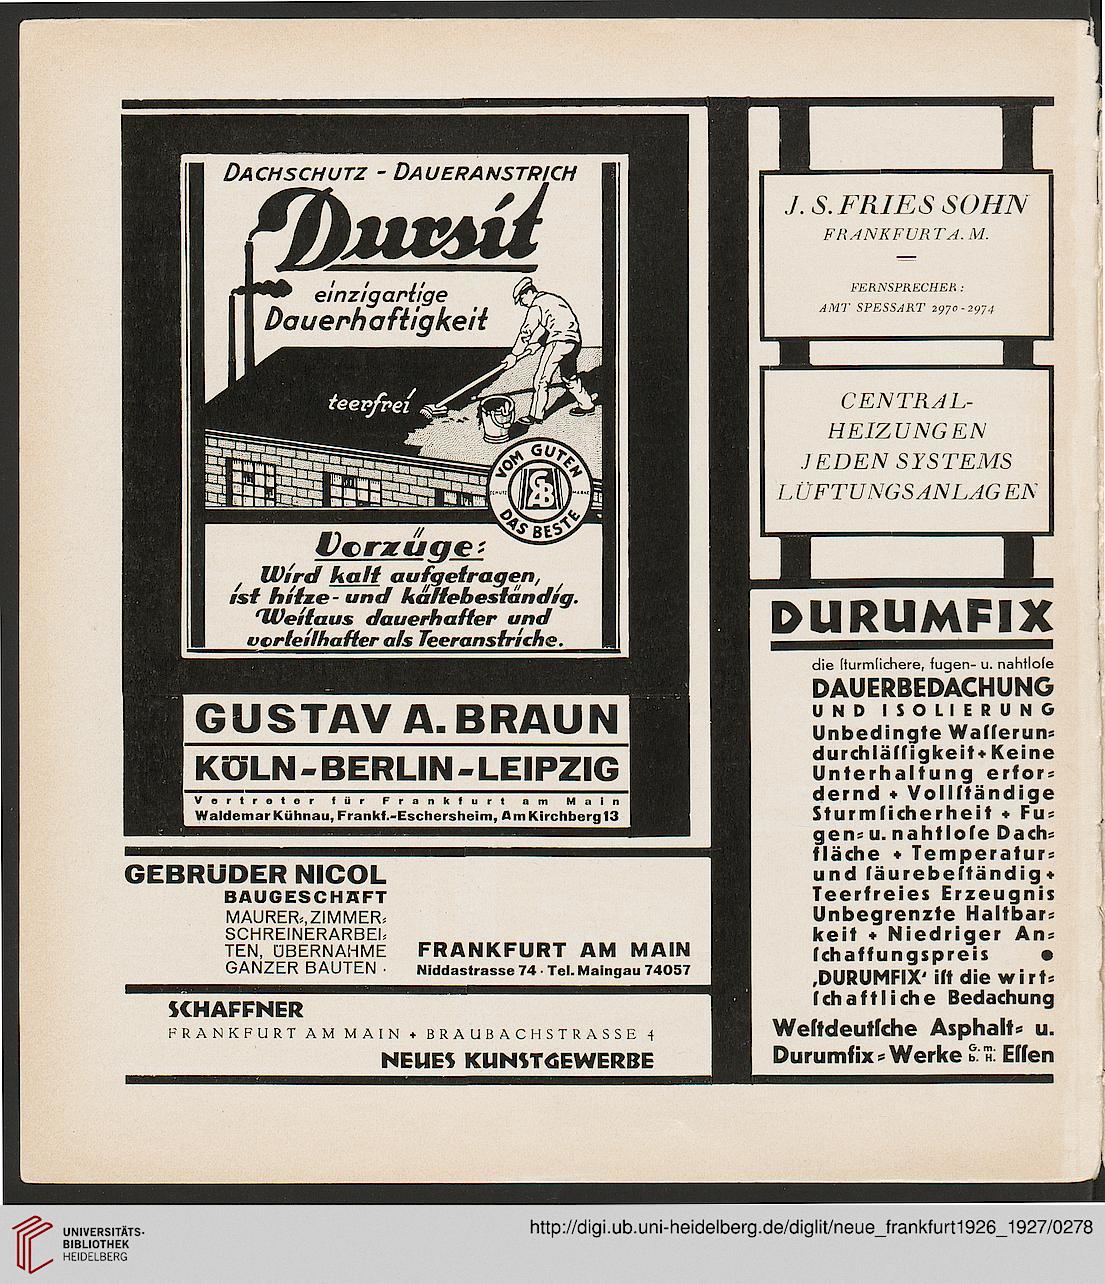 DACHSCHUTZ - DAUERANSTRICH
Dursit
einzigartige
Dauerhaftigkeit
teerfrei
VOM GUTEN
SCHUTZ MARKE
GAB
DAS BESTE
Vorzüge:
Wird kalt aufgetragen,
ist hitze- und kältebeständig.
Weitaus dauerhafter und
vorteilhafter als Teeranstriche.
GUSTAV A. BRAUN
KÖLN - BERLIN - LEIPZIG
Vertreter für Frankfurt am Main
Waldemar Kühnau, Frankf.-Eschersheim, Am Kirchberg 13
GEBRÜDER NICOL
BAUGESCHÄFT
MAURER=, ZIMMER=
SCHREINERARBEI=
TEN, ÜBERNAHME
GANZER BAUTEN ·
FRANKFURT AM MAIN
Niddastrasse 74 · Tel. Maingau 74057
SCHAFFNER
FRANKFURT AM MAIN + BRAUBACHSTRASSE 4
NEUES KUNSTGEWERBE
J. S. FRIES SOHN
FRANKFURT A. M.
—
FERNSPRECHER:
AMT SPESSART 2970-2974
CENTRAL-
HEIZUNGEN
JEDEN SYSTEMS
LÜFTUNGSANLAGEN
DURUMFIX
die ſturmſichere, fugen- u. nahtloſe
DAUERBEDACHUNG
UND ISOLIERUNG
Unbedingte Waſſerun=
durchläſſigkeit + Keine
Unterhaltung erfor=
dernd + Vollſtändige
Sturmſicherheit + Fu=
gen= u. nahtloſe Dach=
fläche + Temperatur=
und ſäurebeſtändig +
Teerfreies Erzeugnis
Unbegrenzte Haltbar=
keit + Niedriger An=
ſchaffungspreis ●
‚DURUMFIX‘ iſt die wirt=
ſchaftliche Bedachung
Weſtdeutſche Asphalt= u.
Durumfix = Werke G. m. b. H. Eſſen
UNIVERSITÄTS-
BIBLIOTHEK
HEIDELBERG
http://digi.ub.uni-heidelberg.de/diglit/neue_frankfurt1926_1927/0278